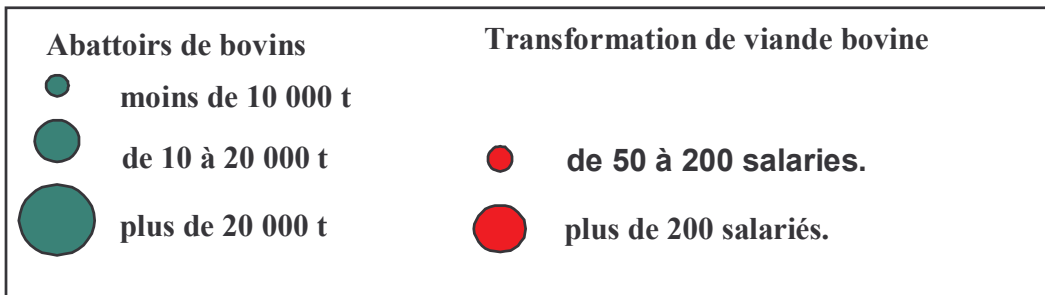 Abattoirs de bovins
moins de 10 000 t
de 10 à 20 000 t
plus de 20 000 t
Transformation de viande bovine
de 50 à 200 salaries.
plus de 200 salariés.